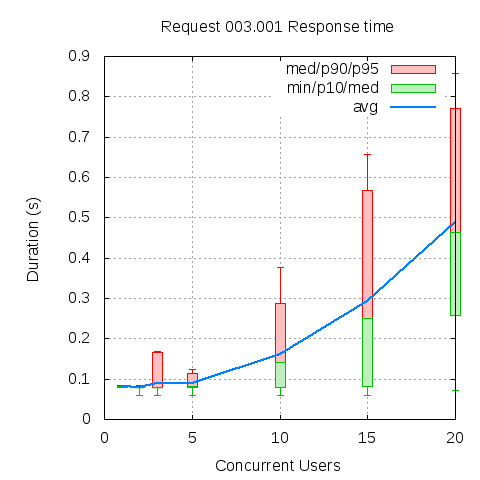 Request 003.001 Response time
0.9
0.8
0.7
0.6
0.5
0.4
0.3
0.2
0.1
0
Duration (s)
med/p90/p95
min/p10/med
avg
0 5 10 15 20
Concurrent Users